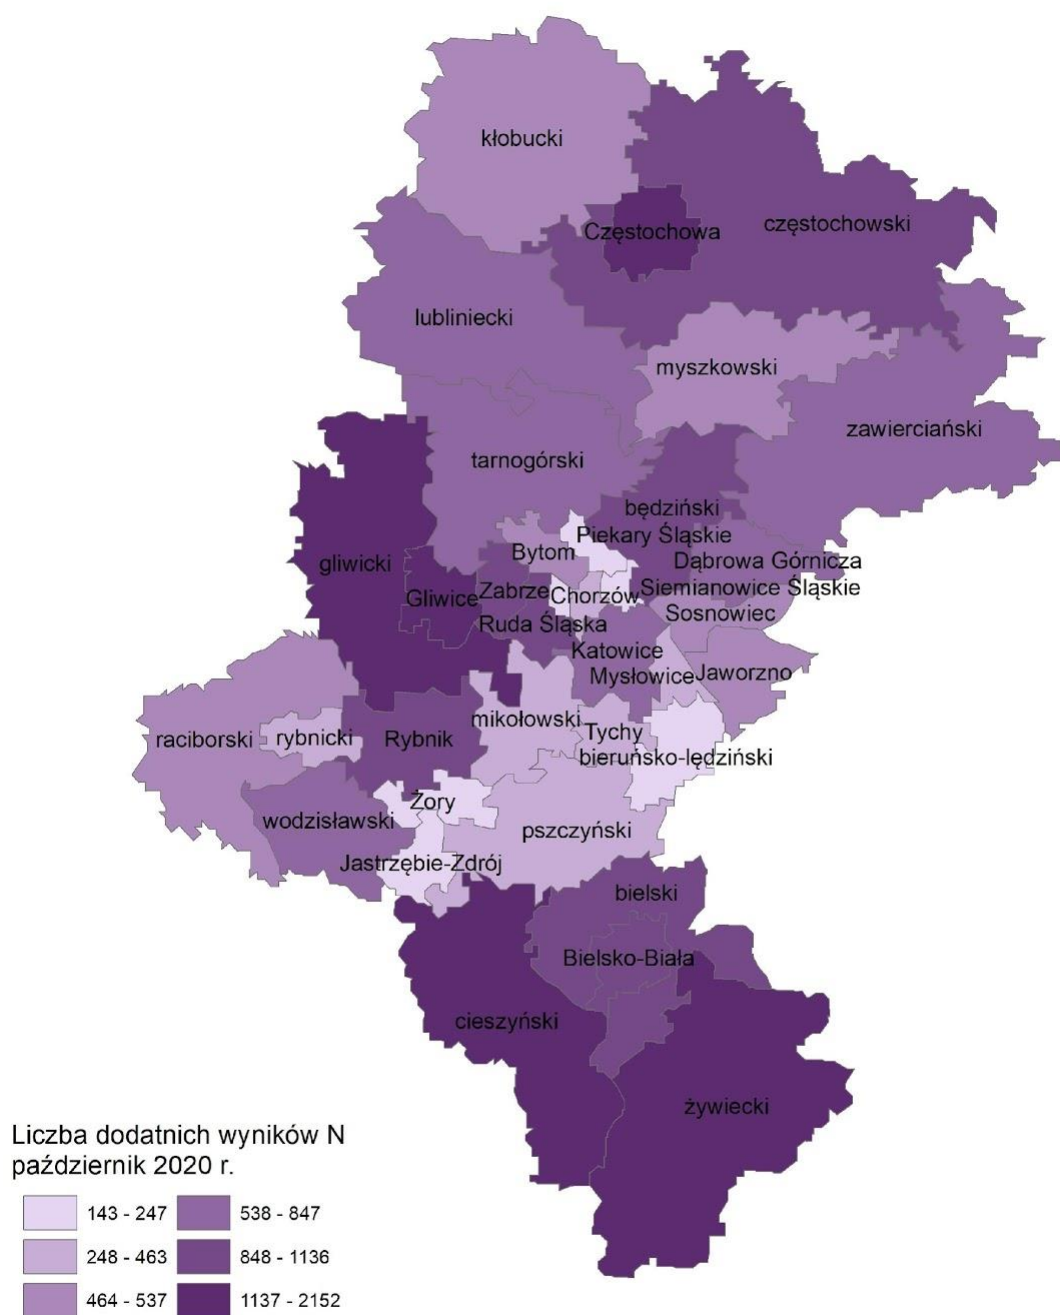 kłobucki
Częstochowa
częstochowski
lubliniecki
myszkowski
zawierciański
tarnogórski
będziński
Piekary Śląskie
Bytom
Dąbrowa Górnicza
gliwicki
Siemianowice Śląskie
Gliwice
Zabrze
Chorzów
Sosnowiec
Ruda Śląska
Katowice
Mysłowice
Jaworzno
mikołowski
Tychy
raciborski
rybnicki
Rybnik
bieruńsko-lędziński
Żory
wodzisławski
pszczyński
Jastrzębie-Zdrój
bielski
Bielsko-Biała
cieszyński
żywiecki
Liczba dodatnich wyników N
październik 2020 r.
143 - 247
538 - 847
248 - 463
848 - 1136
464 - 537
1137 - 2152